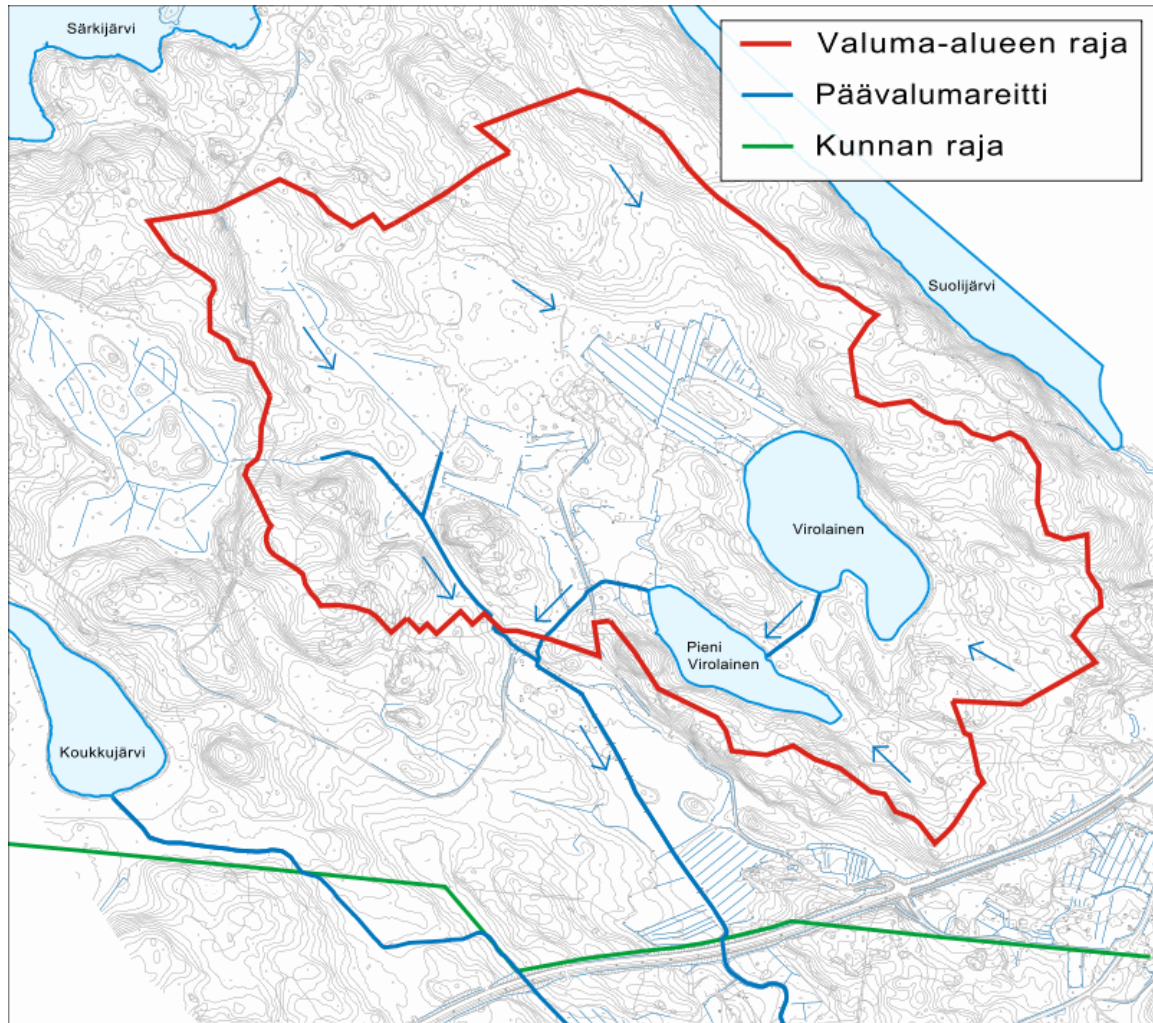 Särkijärvi
Valuma-alueen raja
Päävalumareitti
Kunnan raja
Suolijärvi
Virolainen
Pieni
Virolainen
Koukkujärvi